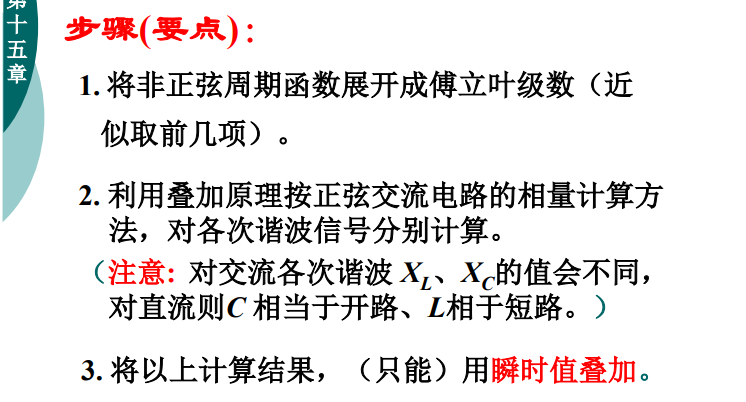 第十五章
步骤(要点):
1. 将非正弦周期函数展开成傅立叶级数（近
似取前几项）。
2. 利用叠加原理按正弦交流电路的相量计算方
法，对各次谐波信号分别计算。
（注意: 对交流各次谐波 XL、XC的值会不同，
对直流则C 相当于开路、L相于短路。）
3. 将以上计算结果，（只能）用瞬时值叠加。